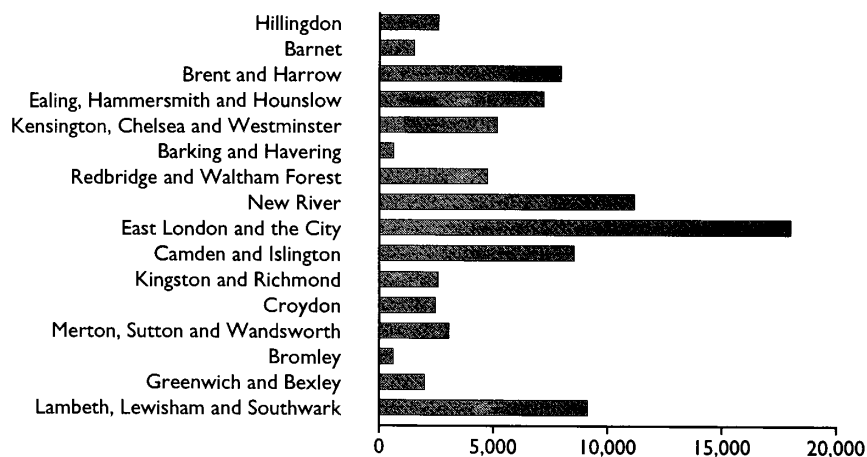 Hillingdon
Barnet
Brent and Harrow
Ealing, Hammersmith and Hounslow
Kensington, Chelsea and Westminster
Barking and Havering
Redbridge and Waltham Forest
New River
East London and the City
Camden and Islington
Kingston and Richmond
Croydon
Merton, Sutton and Wandsworth
Bromley
Greenwich and Bexley
Lambeth, Lewisham and Southwark
0 5,000 10,000 15,000 20,000